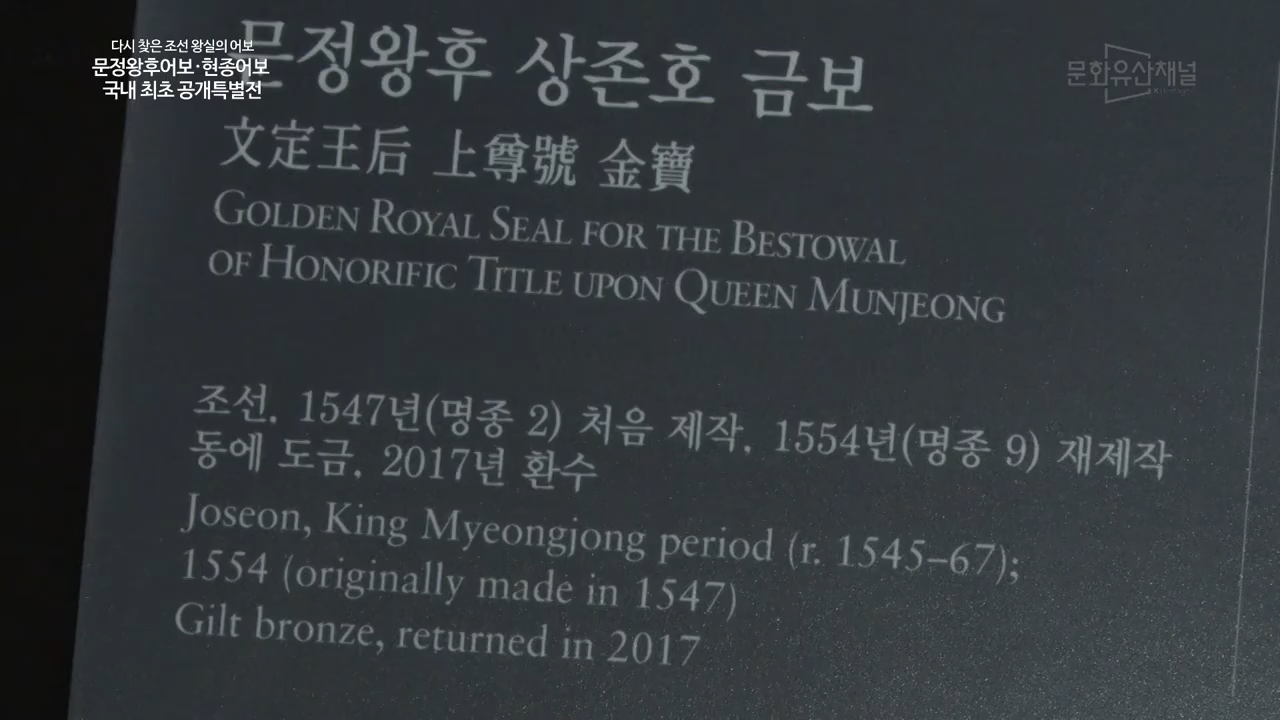 다시 찾은 조선 왕실의 어보
문정왕후어보·현종어보
국내 최초 공개특별전
문화유산채널
문정왕후 상존호 금보
文定王后 上尊號 金寶
GOLDEN ROYAL SEAL FOR THE BESTOWAL
OF HONORIFIC TITLE UPON QUEEN MUNJEONG
조선, 1547년(명종 2) 처음 제작, 1554년(명종 9) 재제작
동에 도금, 2017년 환수
Joseon, King Myeongjong period (r. 1545–67);
1554 (originally made in 1547)
Gilt bronze, returned in 2017